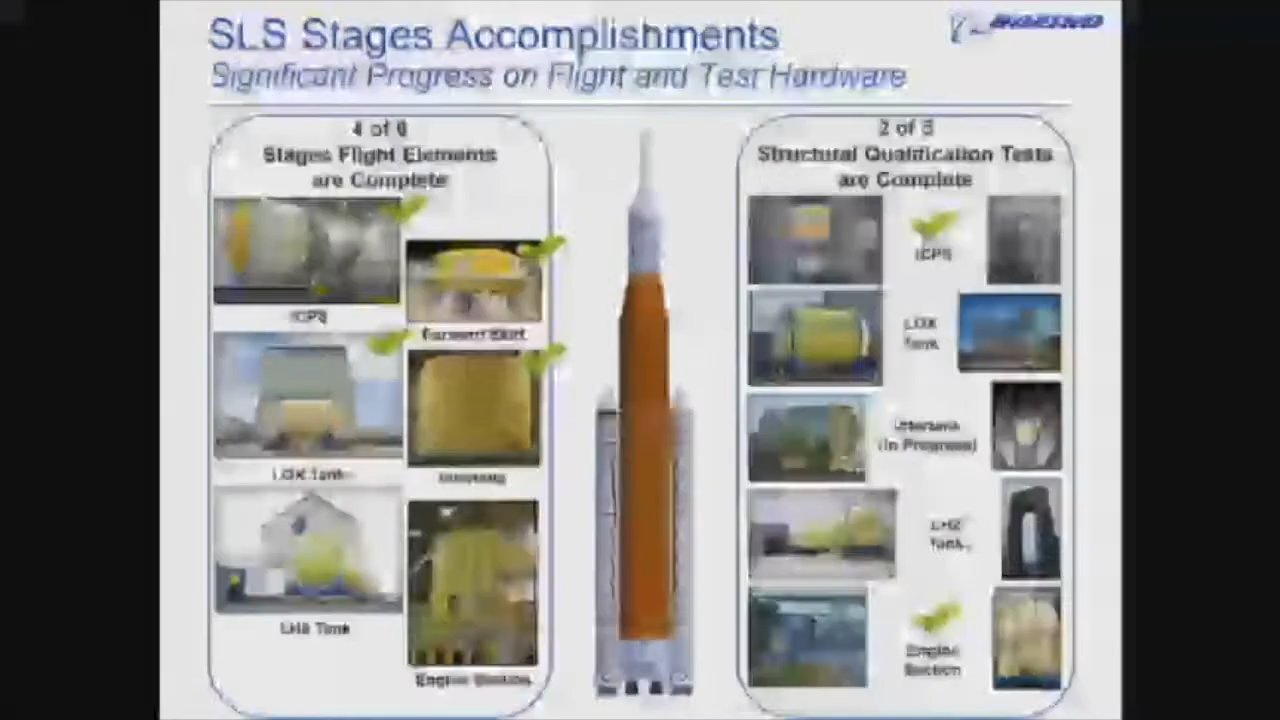 SLS Stages Accomplishments
BOEING
Significant Progress on Flight and Test Hardware
4 of 6
Stages Flight Elements
are Complete
ICPS
Forward Skirt
LOX Tank
LH2 Tank
Engine Section
2 of 5
Structural Qualification Tests
are Complete
ICPS
LOX
Tank
Intertank
(In Progress)
LH2
Tank
Engine
Section